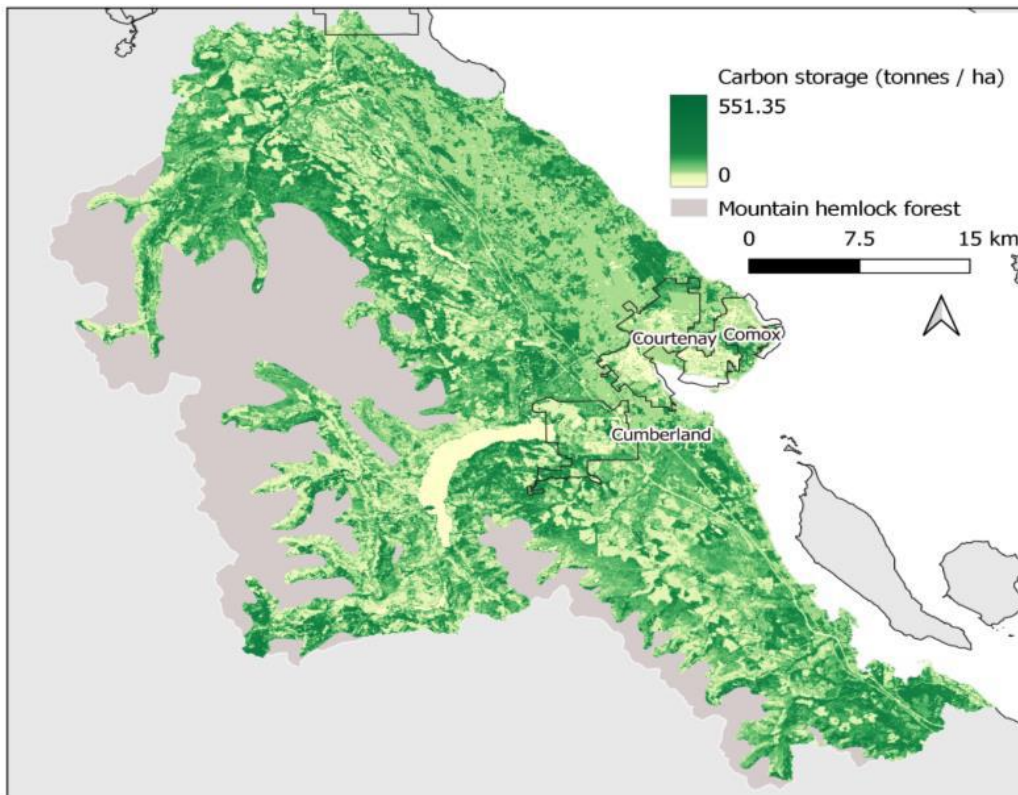 Carbon storage (tonnes / ha)
551.35
0
Mountain hemlock forest
0 7.5 15 km
Courtenay
Comox
Cumberland